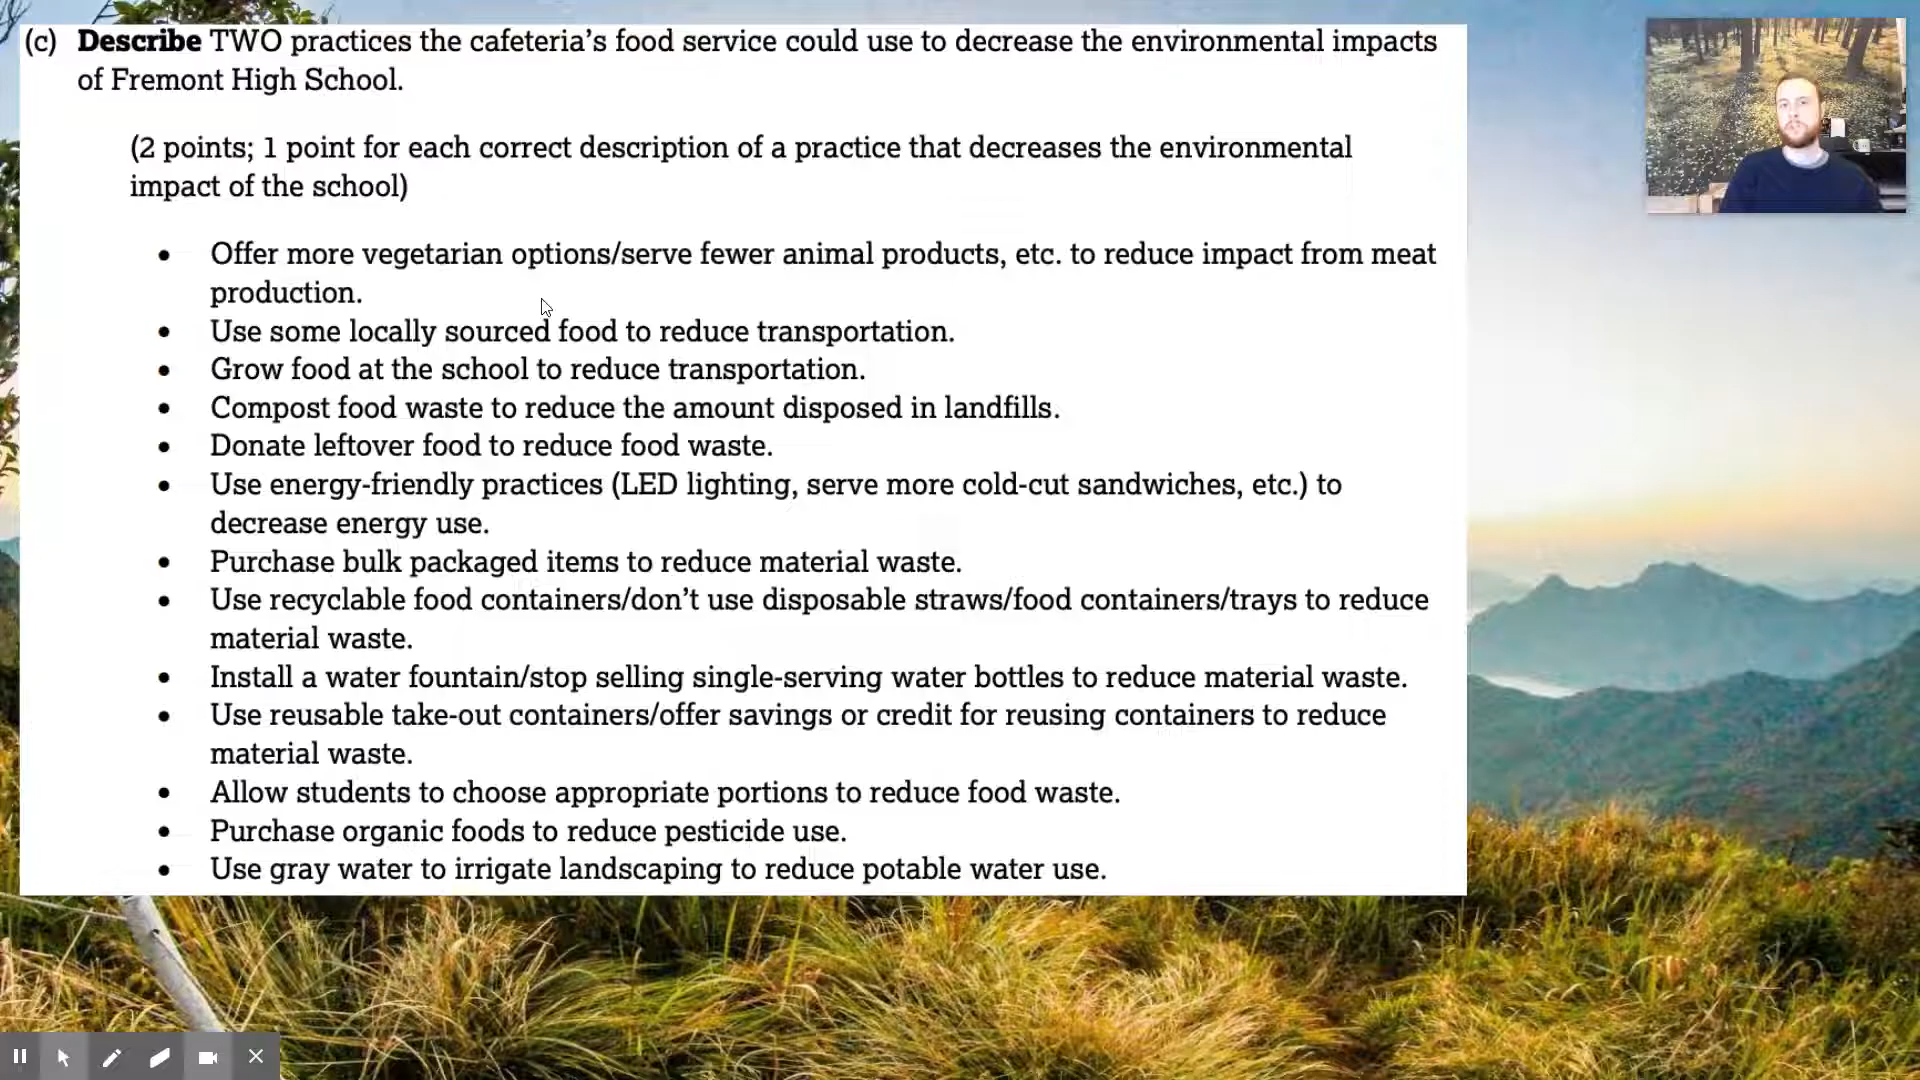 (c) Describe TWO practices the cafeteria’s food service could use to decrease the environmental impacts
of Fremont High School.
(2 points; 1 point for each correct description of a practice that decreases the environmental
impact of the school)
• Offer more vegetarian options/serve fewer animal products, etc. to reduce impact from meat
production.
• Use some locally sourced food to reduce transportation.
• Grow food at the school to reduce transportation.
• Compost food waste to reduce the amount disposed in landfills.
• Donate leftover food to reduce food waste.
• Use energy-friendly practices (LED lighting, serve more cold-cut sandwiches, etc.) to
decrease energy use.
• Purchase bulk packaged items to reduce material waste.
• Use recyclable food containers/don’t use disposable straws/food containers/trays to reduce
material waste.
• Install a water fountain/stop selling single-serving water bottles to reduce material waste.
• Use reusable take-out containers/offer savings or credit for reusing containers to reduce
material waste.
• Allow students to choose appropriate portions to reduce food waste.
• Purchase organic foods to reduce pesticide use.
• Use gray water to irrigate landscaping to reduce potable water use.